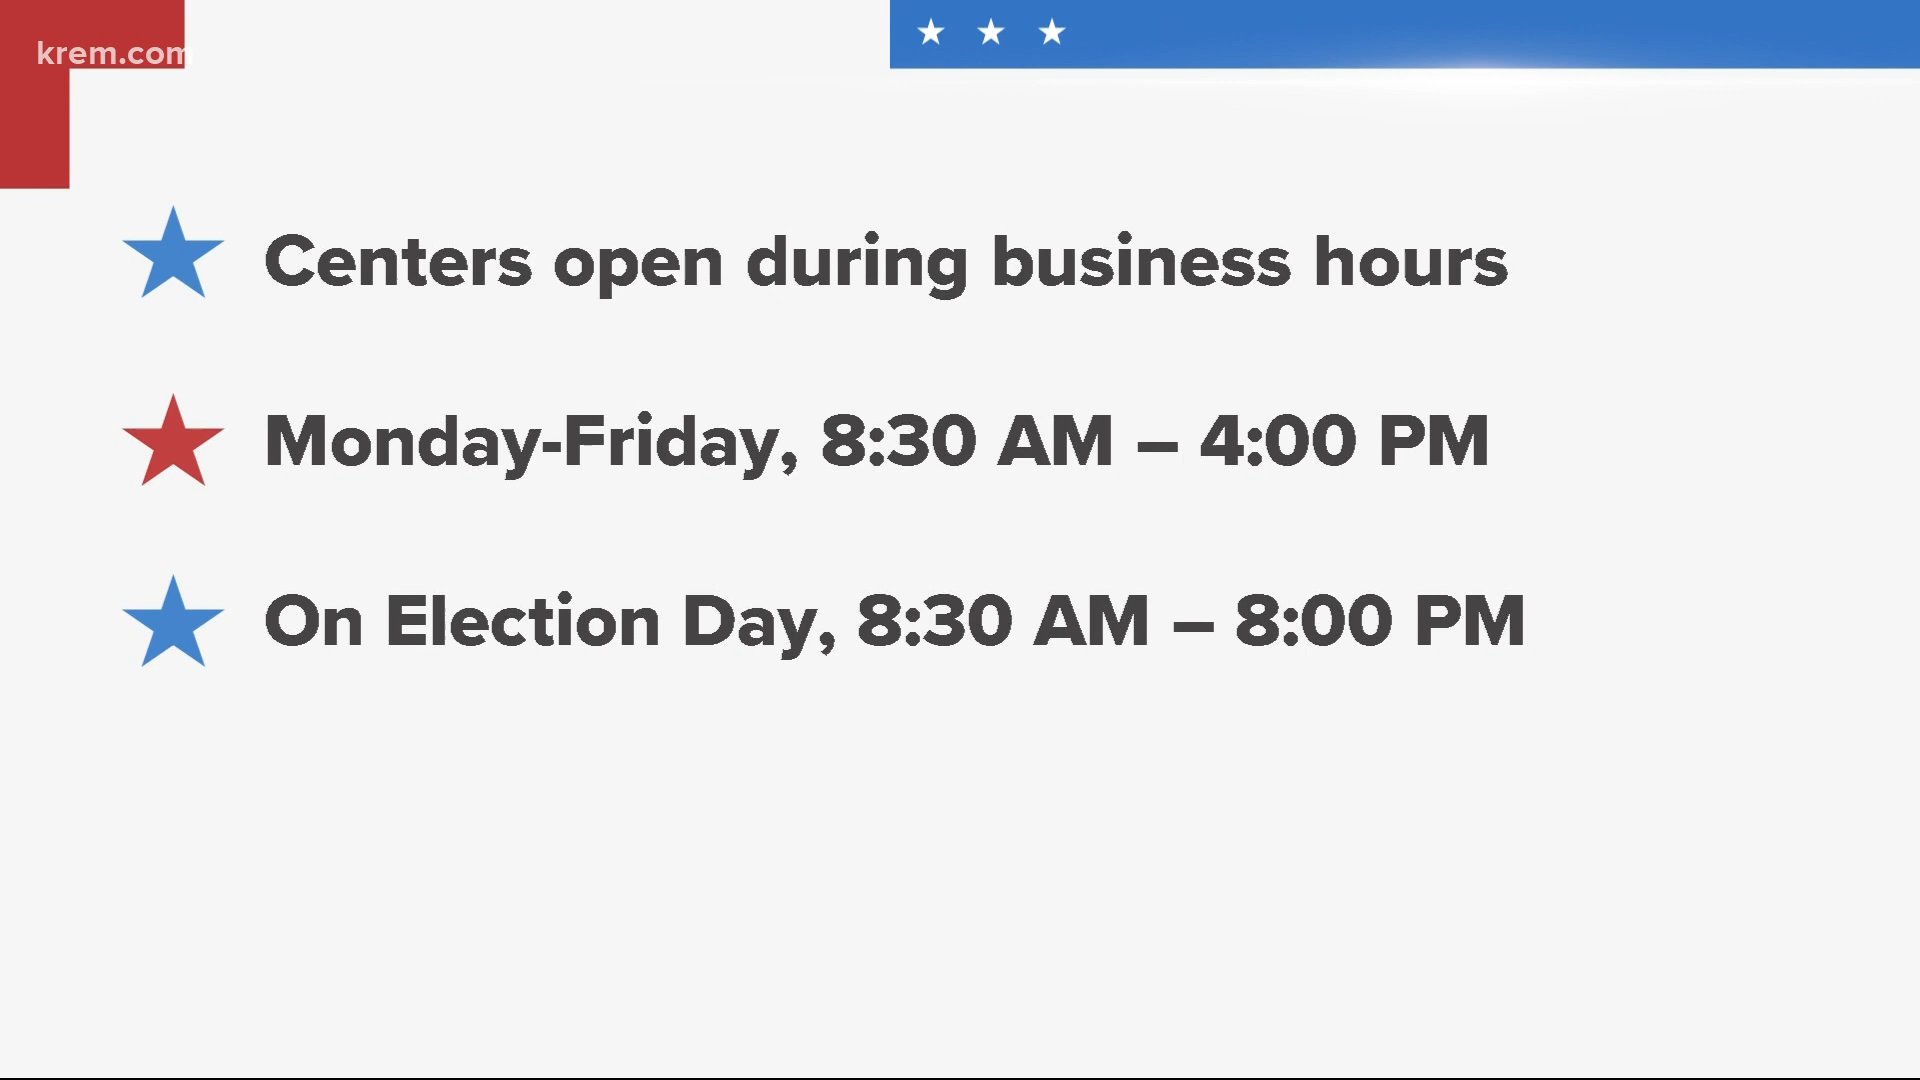 krem.com
Centers open during business hours
Monday-Friday, 8:30 AM – 4:00 PM
On Election Day, 8:30 AM – 8:00 PM